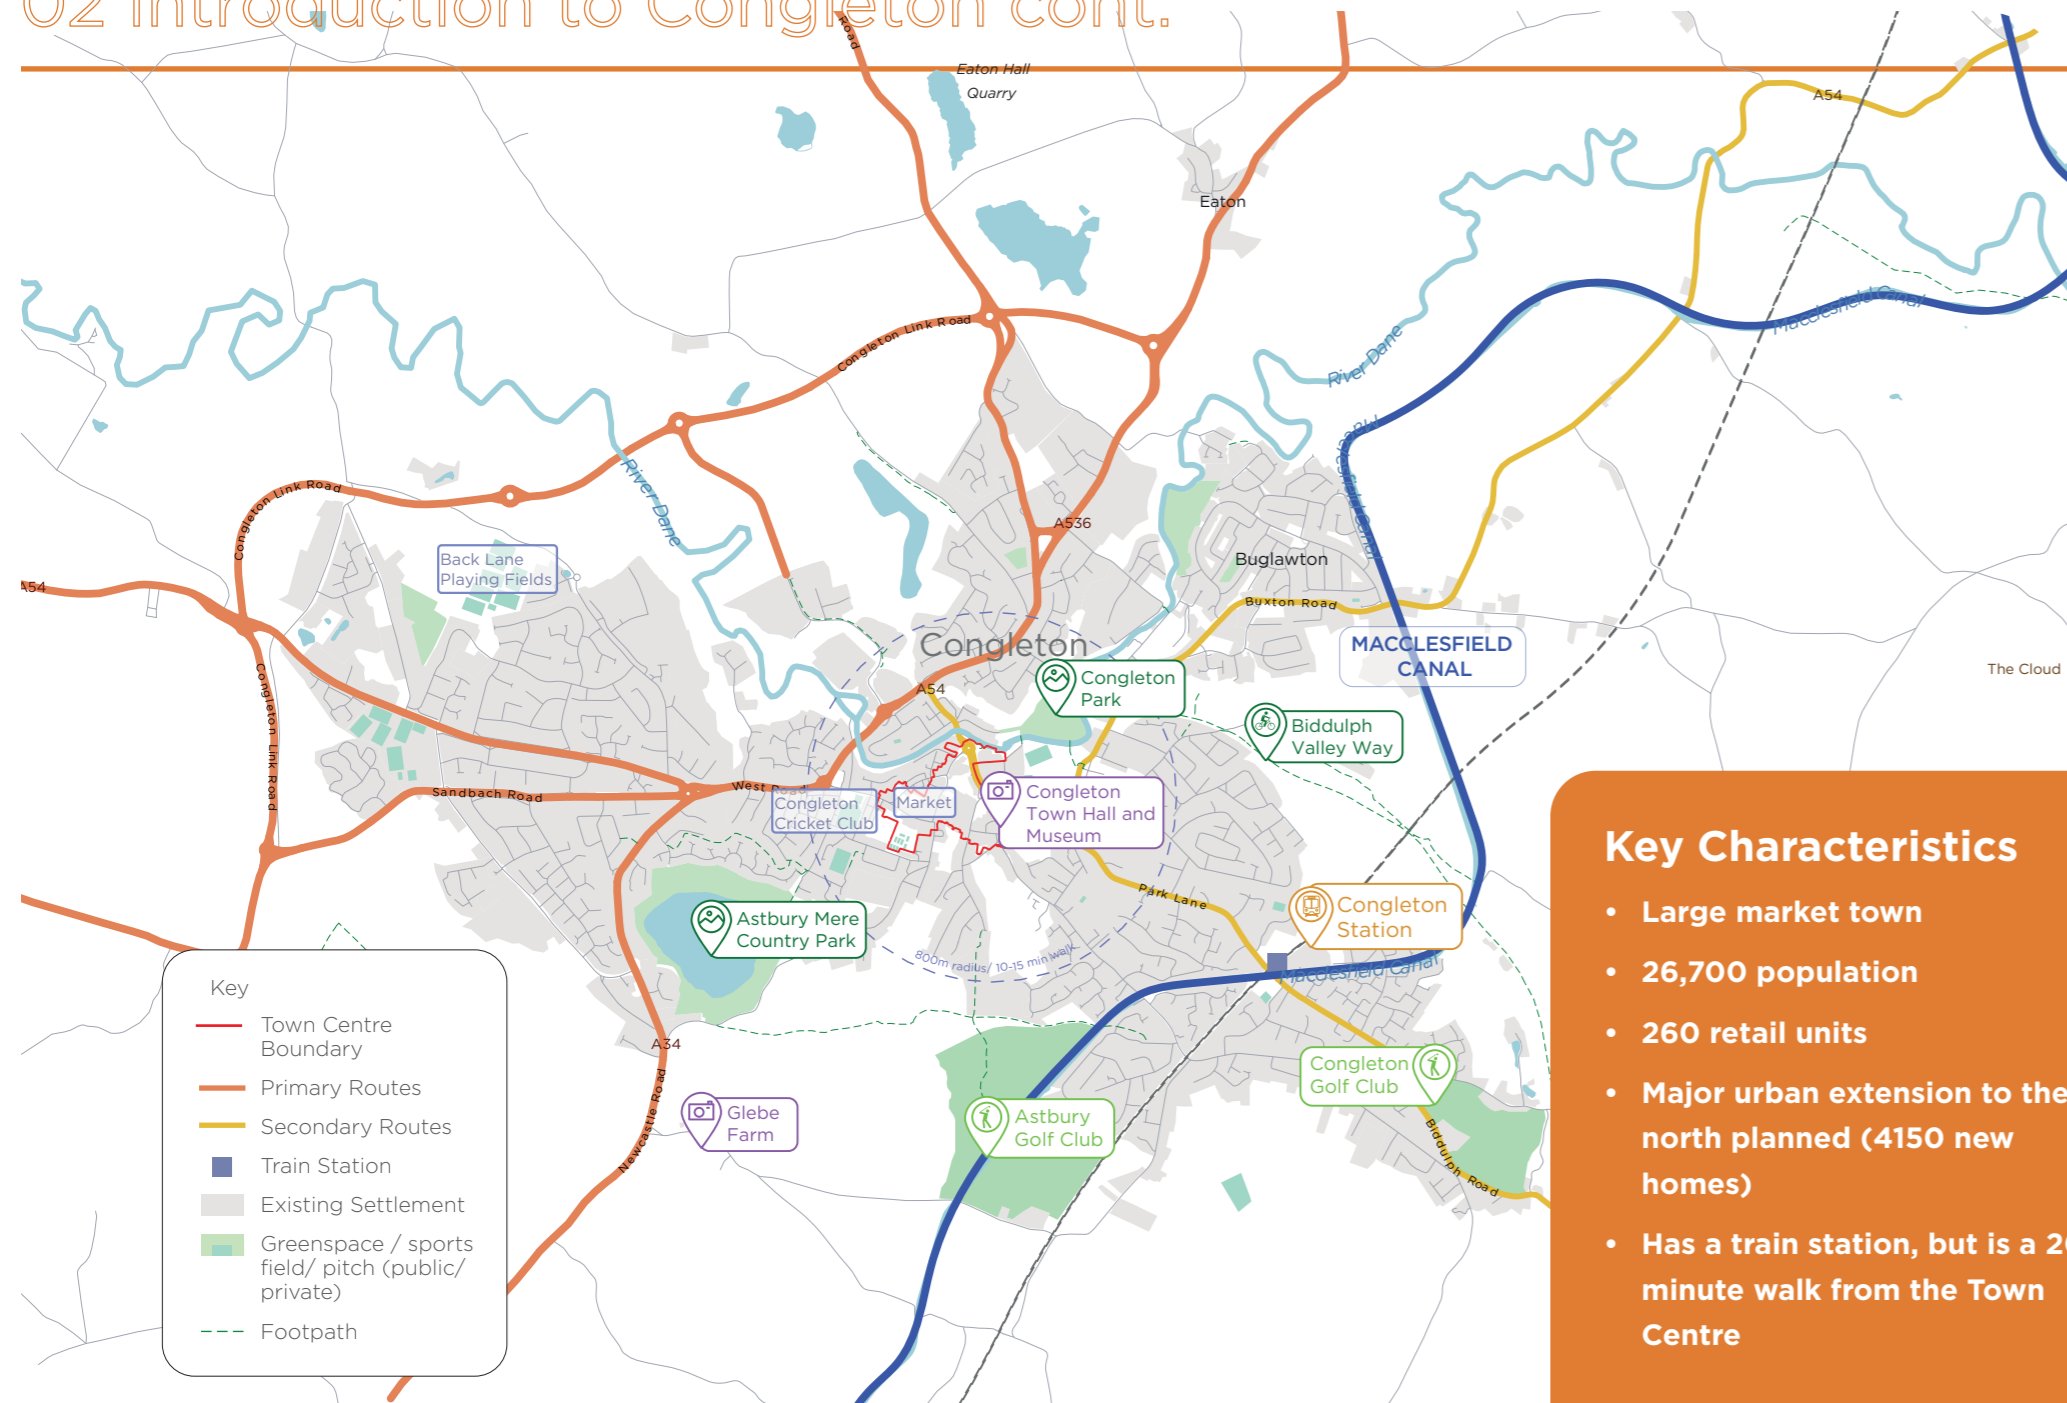 02 Introduction to Congleton cont.
Road
Eaton Hall
Quarry
A54
Eaton
Macclesfield Canal
Congleton Link Road
River Dane
Macclesfield Canal
River Dane
Congleton Link Road
A536
Back Lane
Playing Fields
Buglawton
A54
Buxton Road
Congleton
MACCLESFIELD
CANAL
The Cloud
Congleton Link Road
A54
Congleton
Park
Biddulph
Valley Way
Sandbach Road
West Road
Congleton
Cricket Club
Market
Congleton
Town Hall and
Museum
Park Lane
Congleton
Station
Astbury Mere
Country Park
800m radius/ 10-15 min walk
Macclesfield Canal
A34
Newcastle Road
Glebe
Farm
Astbury
Golf Club
Congleton
Golf Club
Biddulph Road
Key
Town Centre
Boundary
Primary Routes
Secondary Routes
Train Station
Existing Settlement
Greenspace / sports
field/ pitch (public/
private)
Footpath
Key Characteristics
• Large market town
• 26,700 population
• 260 retail units
• Major urban extension to the
north planned (4150 new
homes)
• Has a train station, but is a
minute walk from the Town
Centre